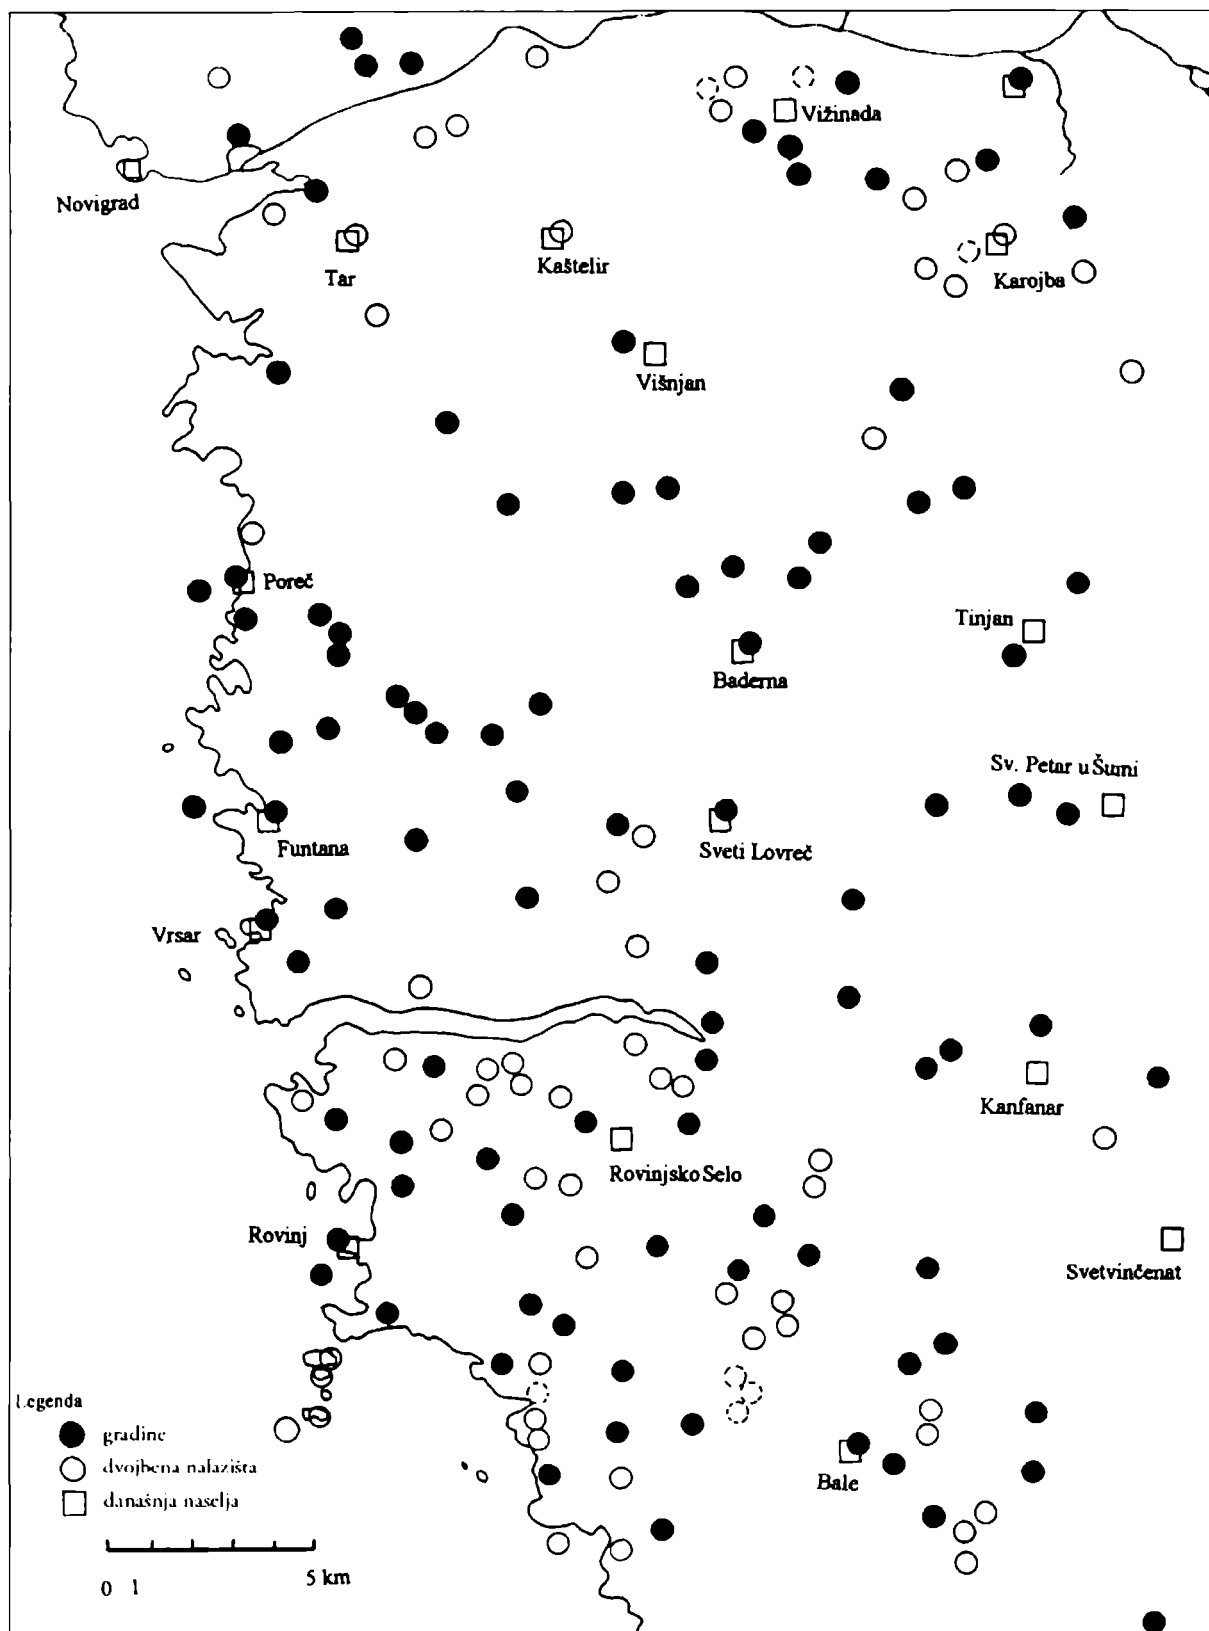 Vižinada
Novigrad
Tar
Kaštelir
Karojba
Višnjan
Poreč
Tinjan
Baderna
Sv. Petar u Šumi
Funtana
Sveti Lovreč
Vrsar
Kanfanar
Rovinjsko Selo
Rovinj
Svetvinčenat
Legenda
gradine
dvojbena nalazišta
današnja naselja
Bale
0 1 5 km